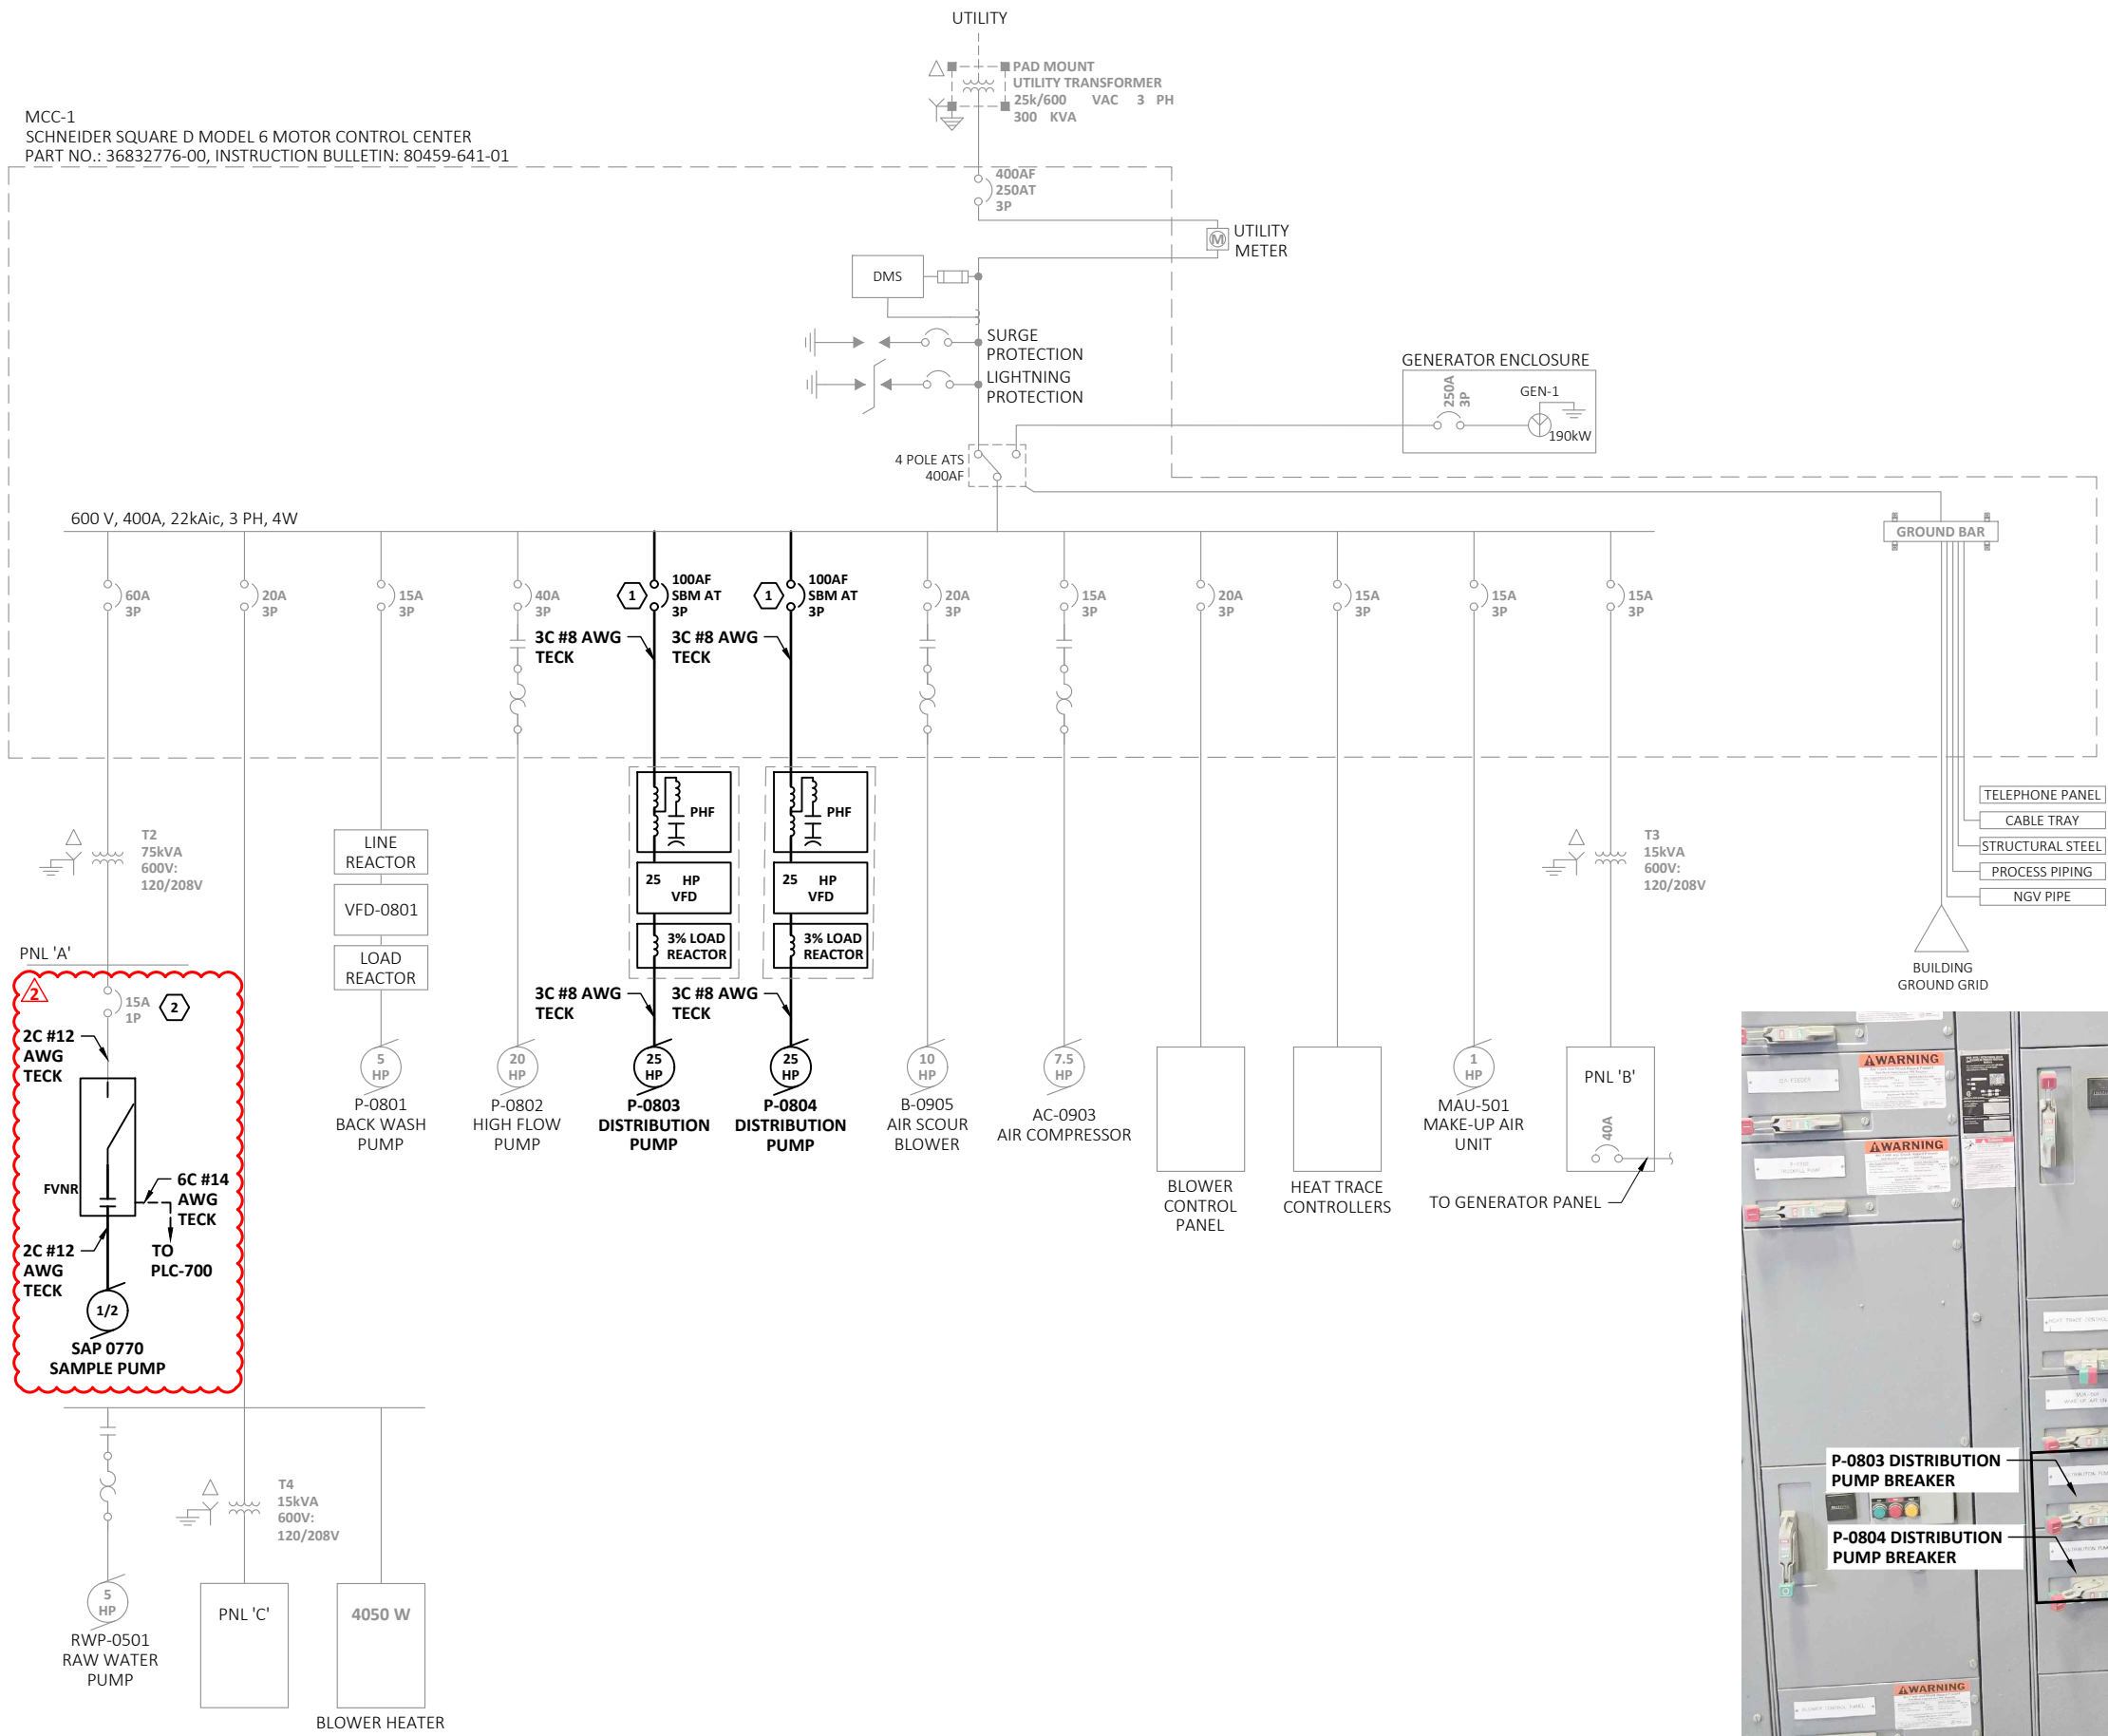 UTILITY
PAD MOUNT
UTILITY TRANSFORMER
25k/600 VAC 3 PH
300 KVA
MCC-1
SCHNEIDER SQUARE D MODEL 6 MOTOR CONTROL CENTER
PART NO.: 36832776-00, INSTRUCTION BULLETIN: 80459-641-01
400AF
250AT
3P
M
UTILITY
METER
DMS
SURGE
PROTECTION
LIGHTNING
PROTECTION
GENERATOR ENCLOSURE
250A
3P
GEN-1
190kW
4 POLE ATS
400AF
600 V, 400A, 22kAic, 3 PH, 4W
GROUND BAR
60A
3P
20A
3P
15A
3P
40A
3P
1
100AF
SBM AT
3P
1
100AF
SBM AT
3P
20A
3P
15A
3P
20A
3P
15A
3P
15A
3P
15A
3P
3C #8 AWG
TECK
3C #8 AWG
TECK
PHF
PHF
TELEPHONE PANEL
CABLE TRAY
STRUCTURAL STEEL
PROCESS PIPING
NGV PIPE
BUILDING
GROUND GRID
T2
75kVA
600V:
120/208V
LINE
REACTOR
VFD-0801
LOAD
REACTOR
25 HP
VFD
25 HP
VFD
3% LOAD
REACTOR
3% LOAD
REACTOR
T3
15kVA
600V:
120/208V
PNL 'A'
2
15A
1P
2
2C #12
AWG
TECK
FVNR
6C #14
AWG
TECK
TO
PLC-700
2C #12
AWG
TECK
1/2
SAP 0770
SAMPLE PUMP
3C #8 AWG
TECK
3C #8 AWG
TECK
5
HP
P-0801
BACK WASH
PUMP
20
HP
P-0802
HIGH FLOW
PUMP
25
HP
P-0803
DISTRIBUTION
PUMP
25
HP
P-0804
DISTRIBUTION
PUMP
10
HP
B-0905
AIR SCOUR
BLOWER
7.5
HP
AC-0903
AIR COMPRESSOR
BLOWER
CONTROL
PANEL
HEAT TRACE
CONTROLLERS
1
HP
MAU-501
MAKE-UP AIR
UNIT
PNL 'B'
40A
TO GENERATOR PANEL
5
HP
RWP-0501
RAW WATER
PUMP
T4
15kVA
600V:
120/208V
PNL 'C'
4050 W
BLOWER HEATER
WARNING
WARNING
P-0803 DISTRIBUTION
PUMP BREAKER
P-0804 DISTRIBUTION
PUMP BREAKER
WARNING
BLOWER CONTROL PANEL